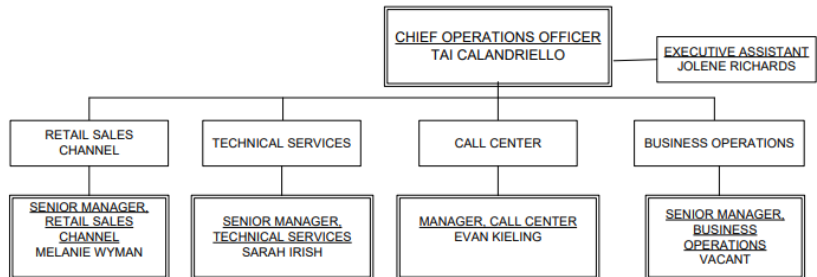 CHIEF OPERATIONS OFFICER
TAI CALANDRIELLO
EXECUTIVE ASSISTANT
JOLENE RICHARDS
RETAIL SALES
CHANNEL
TECHNICAL SERVICES
CALL CENTER
BUSINESS OPERATIONS
SENIOR MANAGER,
RETAIL SALES
CHANNEL
MELANIE WYMAN
SENIOR MANAGER,
TECHNICAL SERVICES
SARAH IRISH
MANAGER, CALL CENTER
EVAN KIELING
SENIOR MANAGER,
BUSINESS
OPERATIONS
VACANT